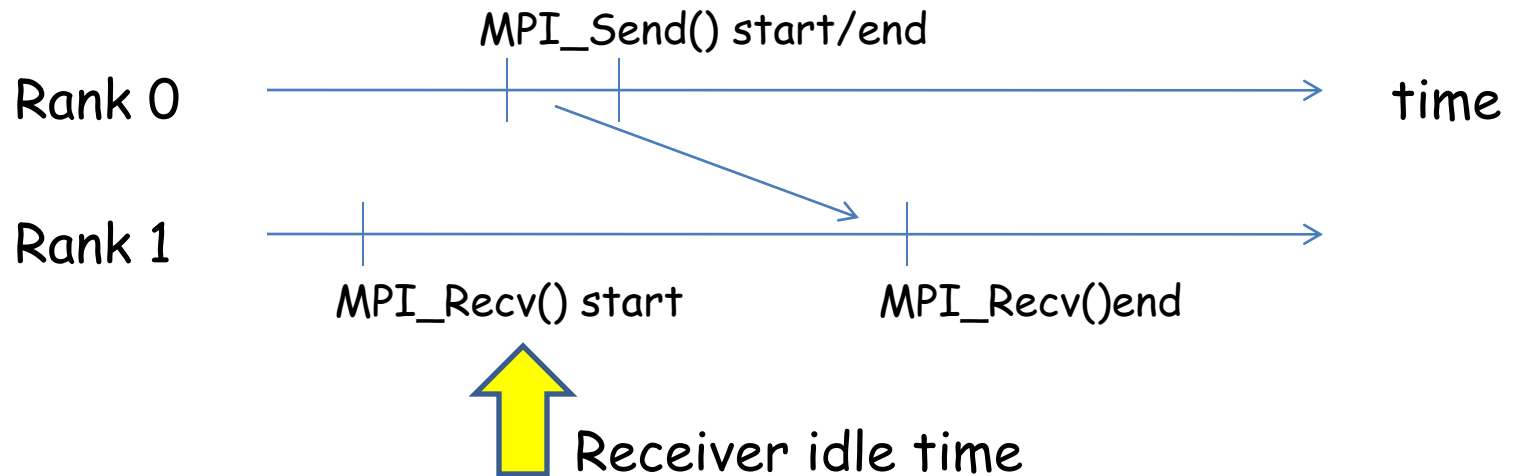 MPI_Send() start/end
Rank 0
time
Rank 1
MPI_Recv() start
MPI_Recv()end
Receiver idle time